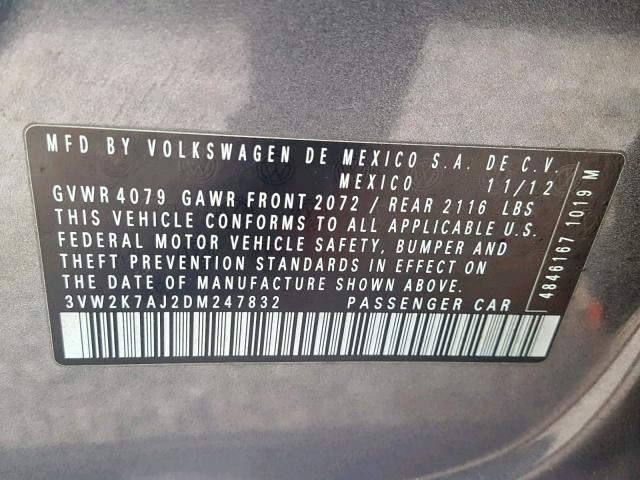 MFD BY VOLKSWAGEN DE MEXICO S.A. DE C.V.
MEXICO 11/12
GVWR 4079 GAWR FRONT 2072 / REAR 2116 LBS
THIS VEHICLE CONFORMS TO ALL APPLICABLE U.S.
FEDERAL MOTOR VEHICLE SAFETY, BUMPER AND
THEFT PREVENTION STANDARDS IN EFFECT ON
THE DATE OF MANUFACTURE SHOWN ABOVE.
3VW2K7AJ2DM247832 PASSENGER CAR
4846167 1019 M